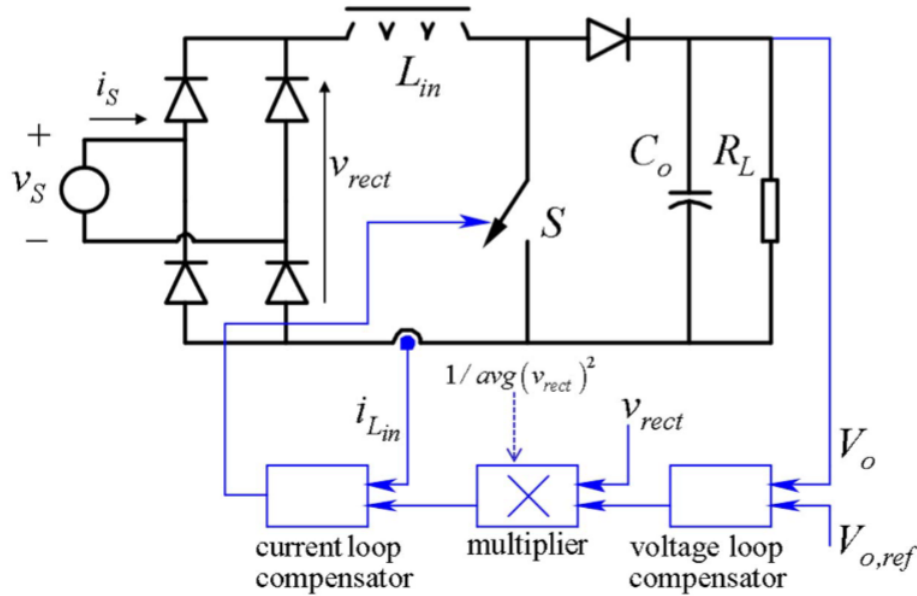 i_S
L_in
+
v_S
−
v_rect
C_o
R_L
S
1/avg(v_rect)^2
i_Lin
v_rect
V_o
V_o,ref
current loop
compensator
multiplier
voltage loop
compensator